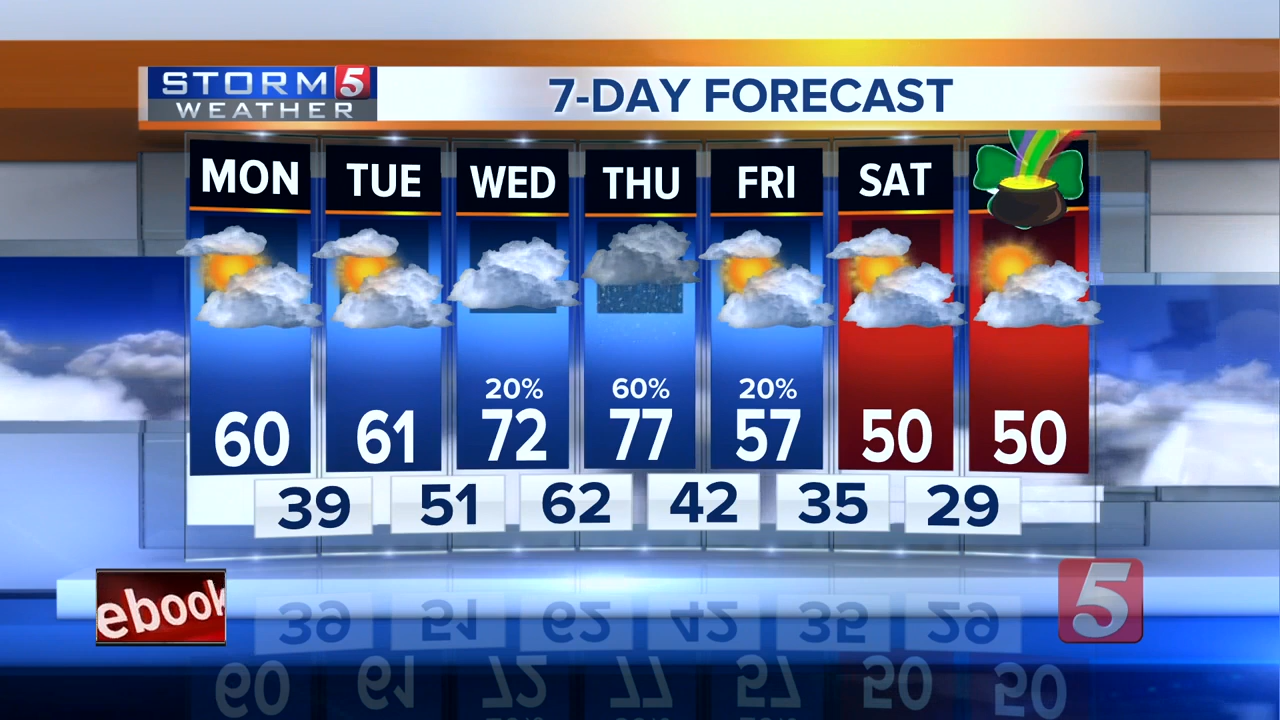 STORM 5
WEATHER
7-DAY FORECAST
MON TUE WED THU FRI SAT
20% 60% 20%
60 61 72 77 57 50 50
39 51 62 42 35 29
ebook
5